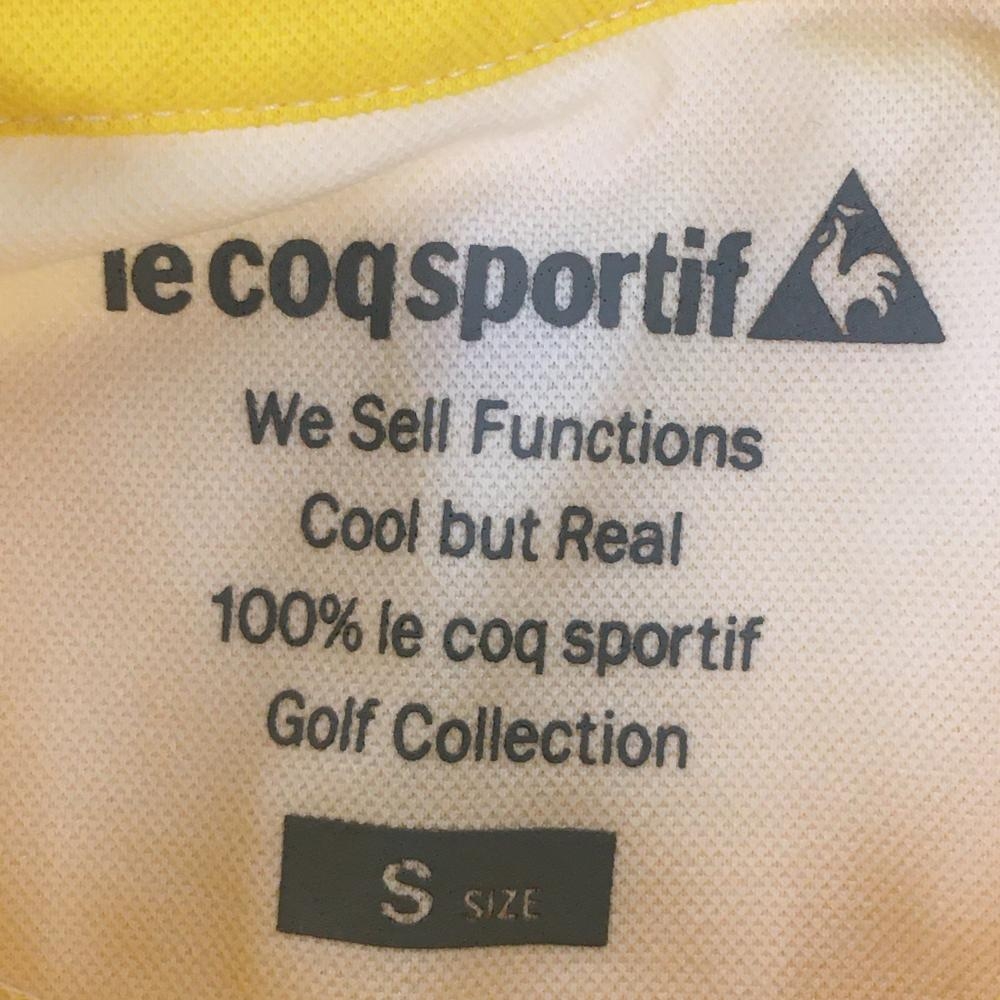 le coq sportif
We Sell Functions
Cool but Real
100% le coq sportif
Golf Collection
S SIZE